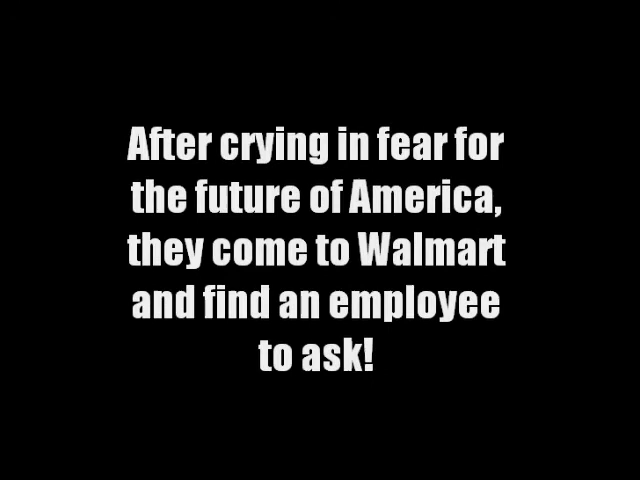 After crying in fear for
the future of America,
they come to Walmart
and find an employee
to ask!